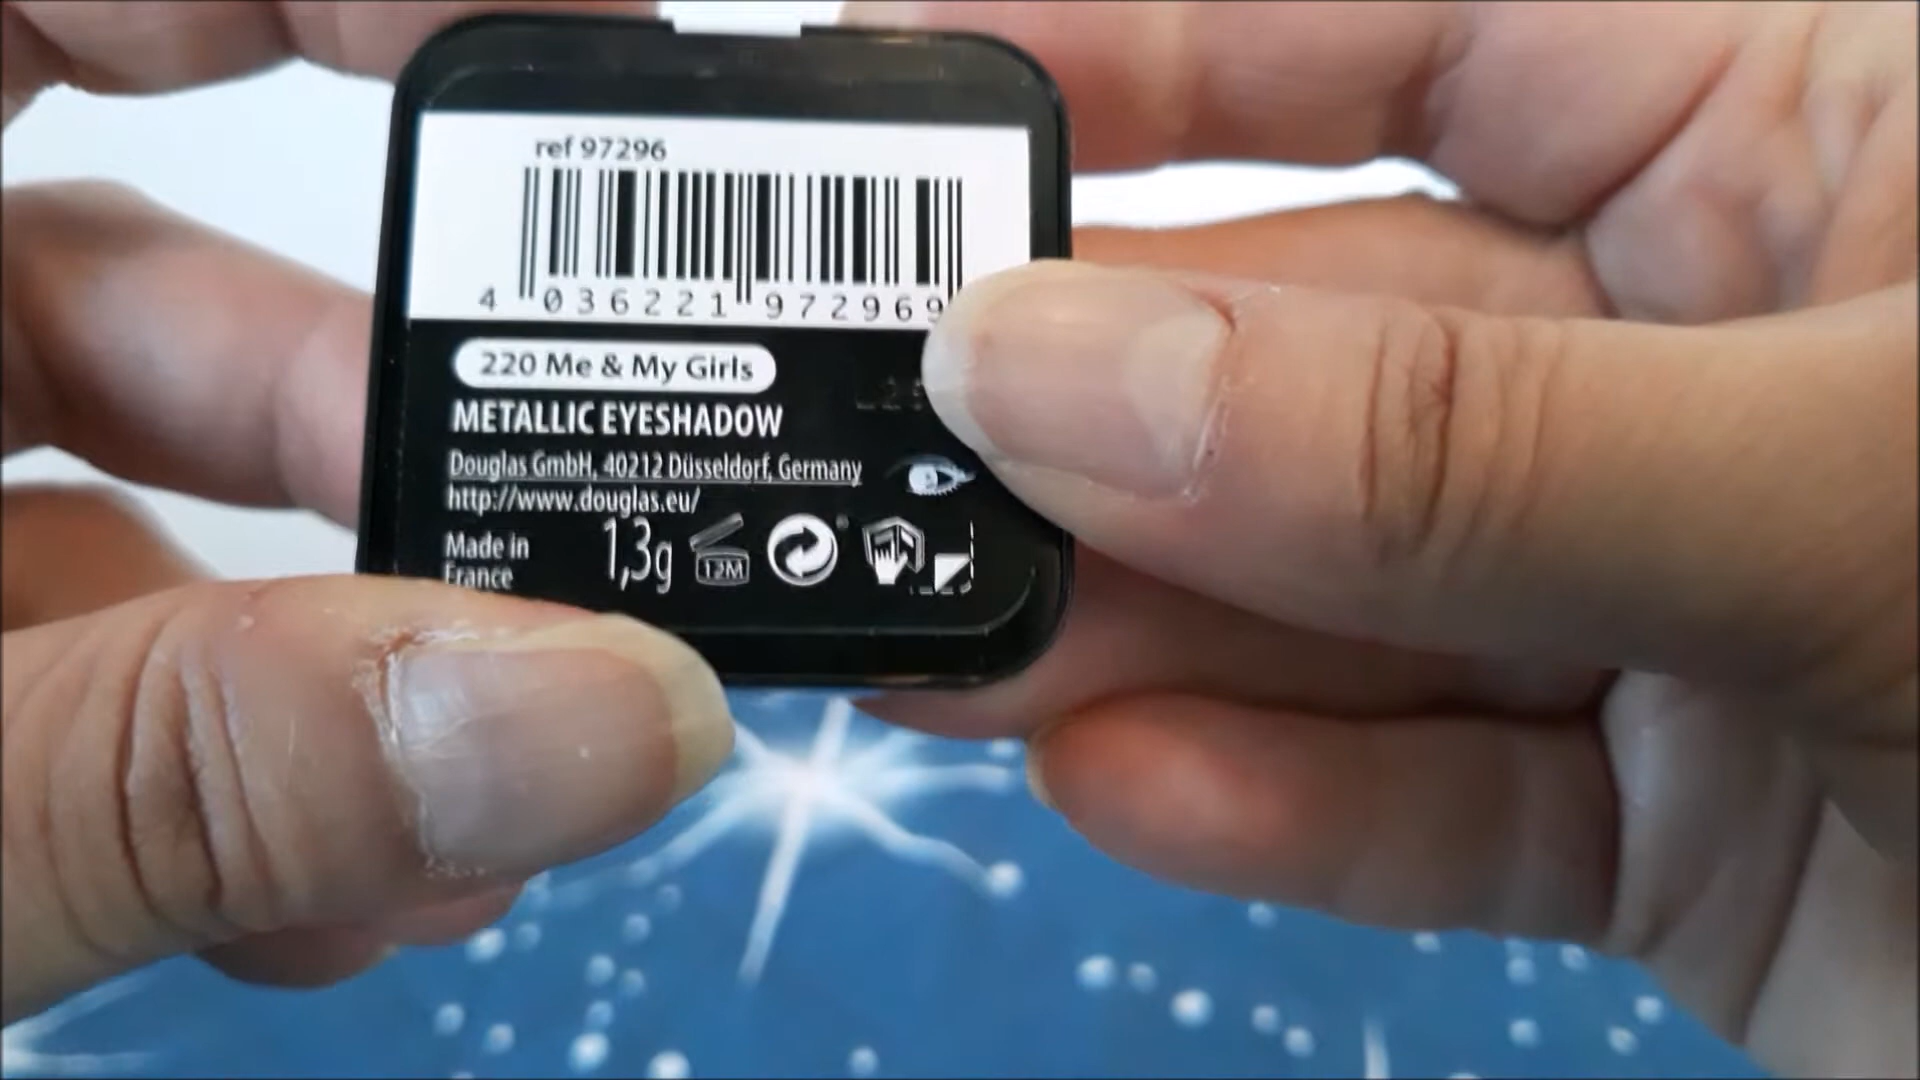 ref 97296
4 036221 972969
220 Me & My Girls
METALLIC EYESHADOW
Douglas GmbH, 40212 Düsseldorf, Germany
http://www.douglas.eu/
Made in
France
1,3g
12M